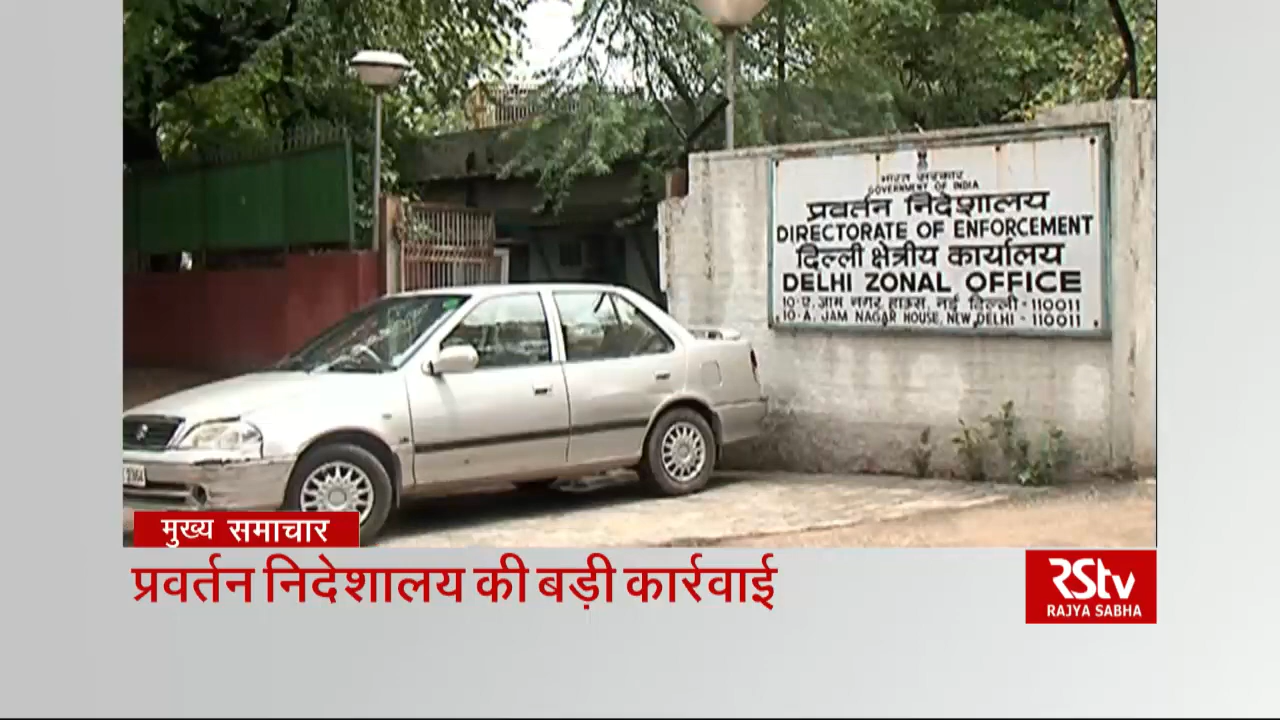 भारत सरकार
GOVERNMENT OF INDIA
प्रवर्तन निदेशालय
DIRECTORATE OF ENFORCEMENT
दिल्ली क्षेत्रीय कार्यालय
DELHI ZONAL OFFICE
10-ए, जाम नगर हाउस, नई दिल्ली - 110011
10-A, JAM NAGAR HOUSE, NEW DELHI - 110011
मुख्य समाचार
प्रवर्तन निदेशालय की बड़ी कार्रवाई
RStv
RAJYA SABHA